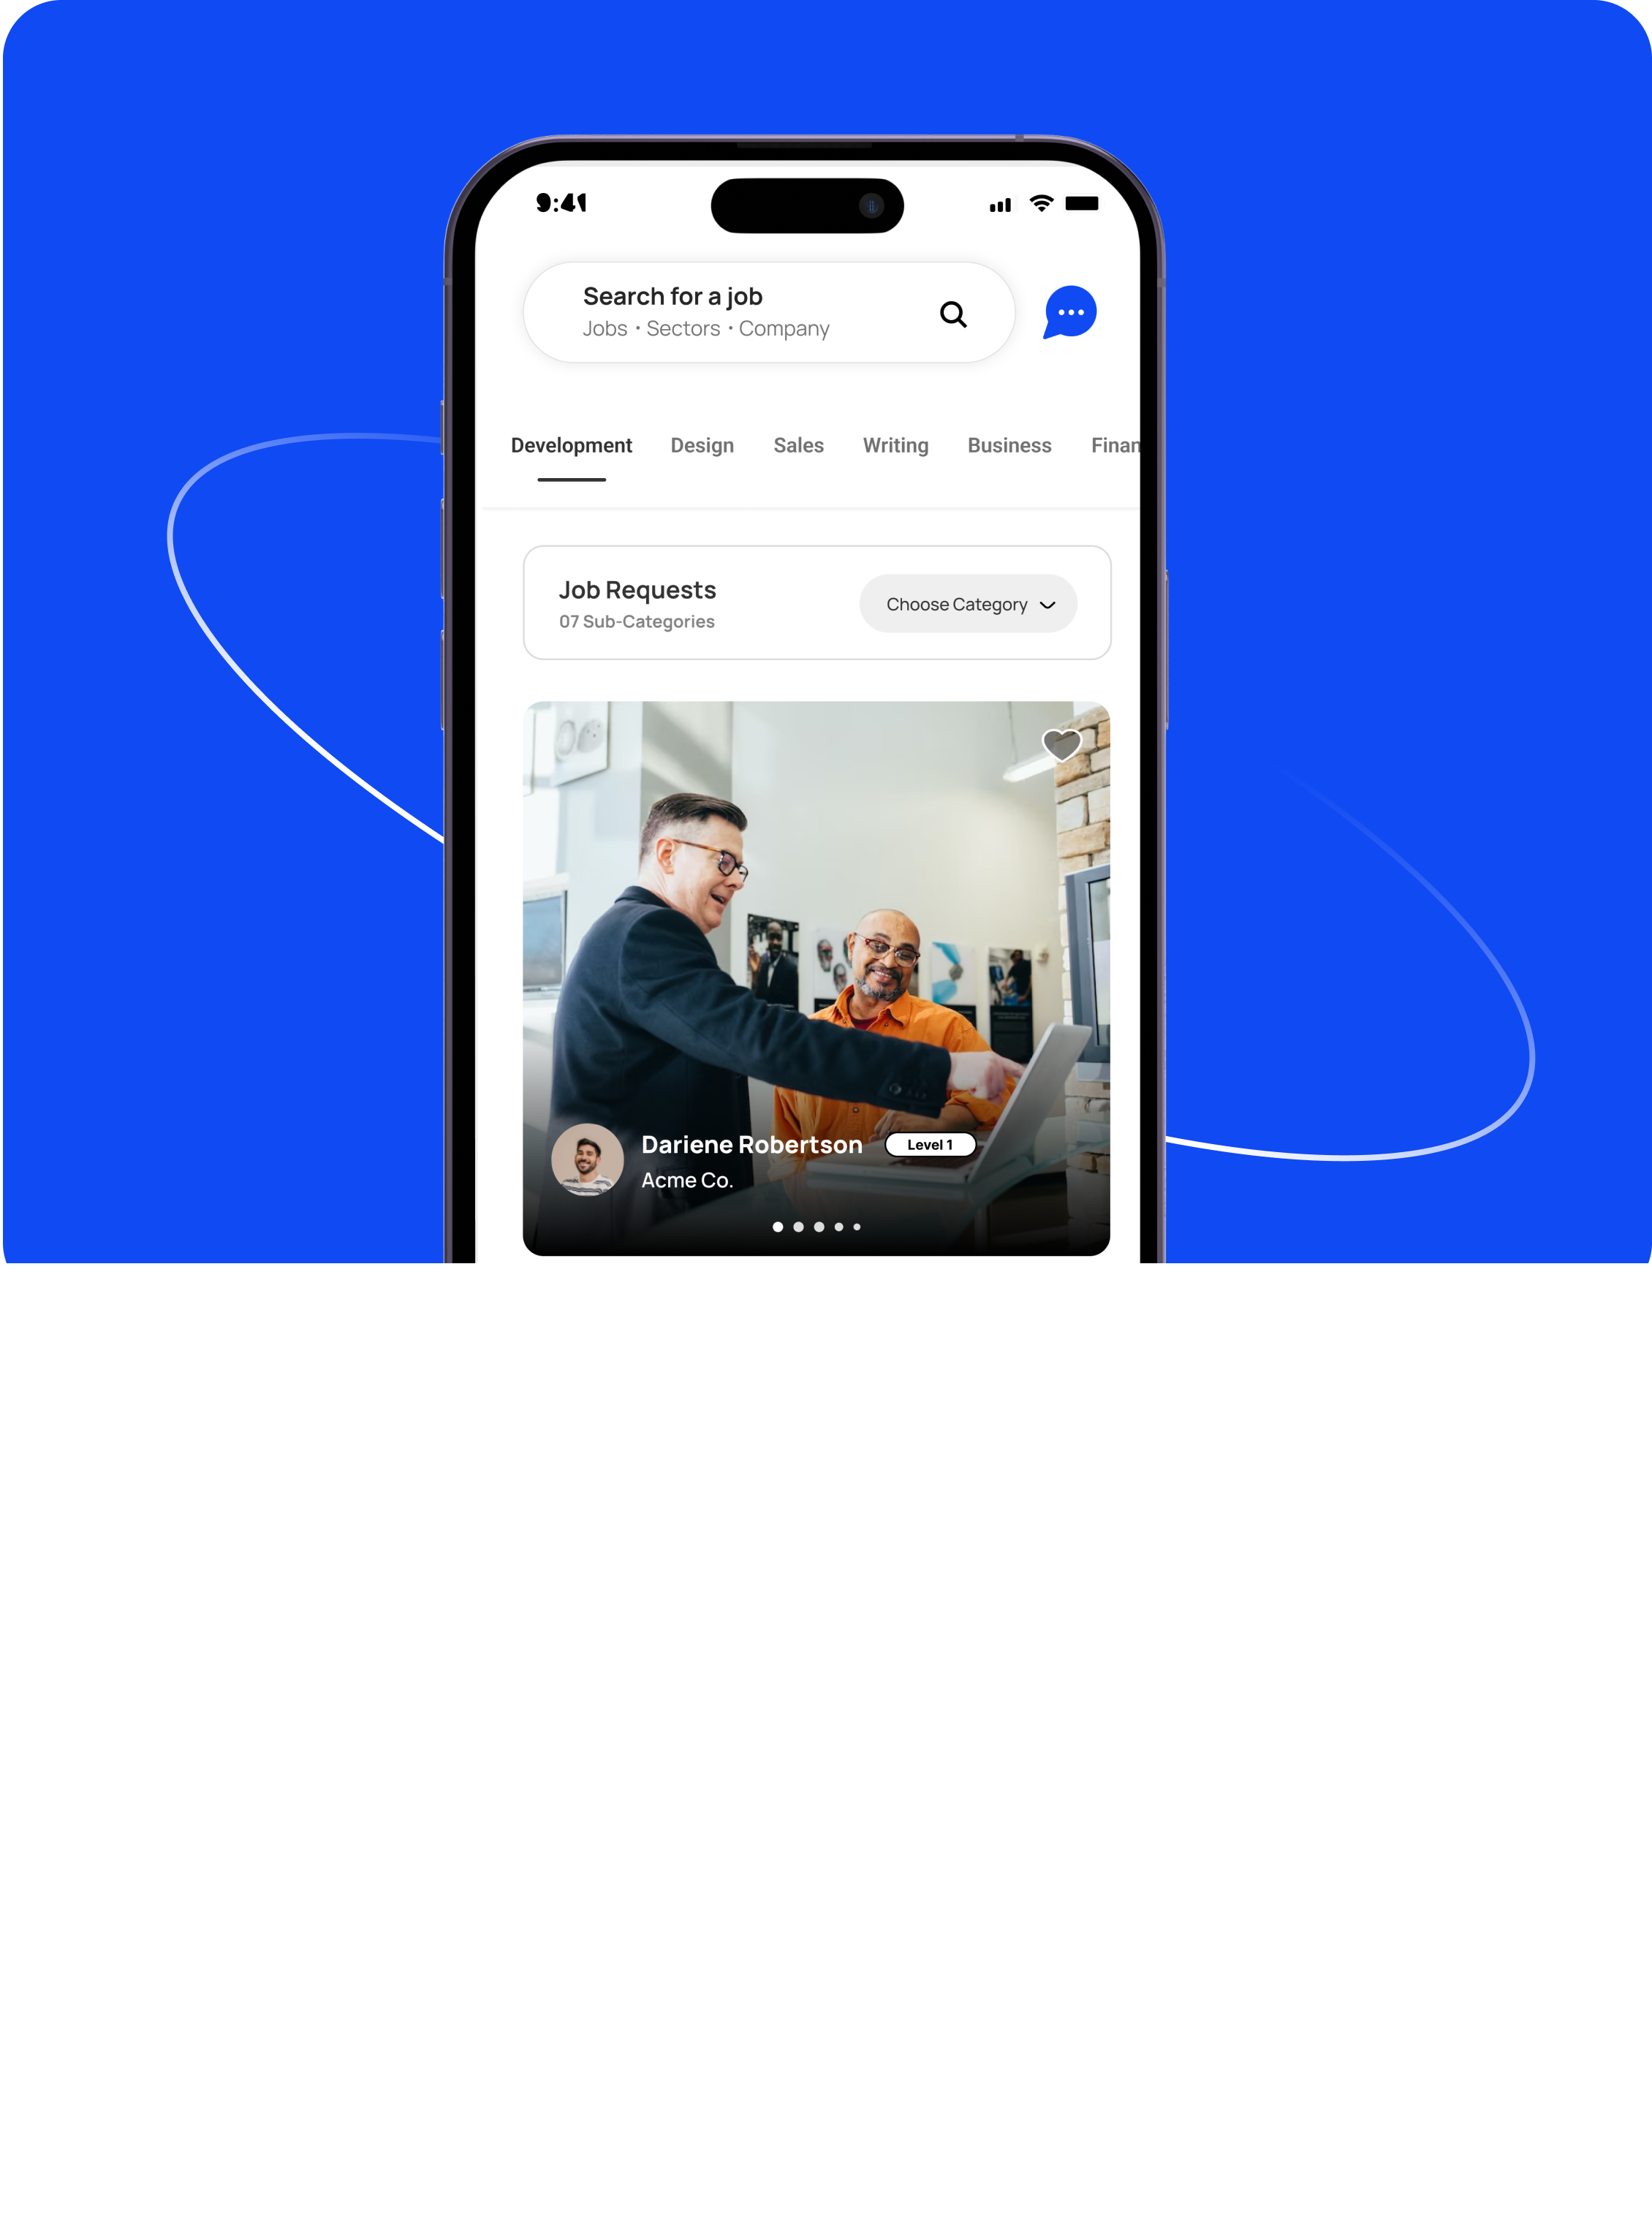 9:41
Search for a job
Jobs • Sectors • Company
Development Design Sales Writing Business Finan
Job Requests
07 Sub-Categories
Choose Category
Dariene Robertson Level 1
Acme Co.